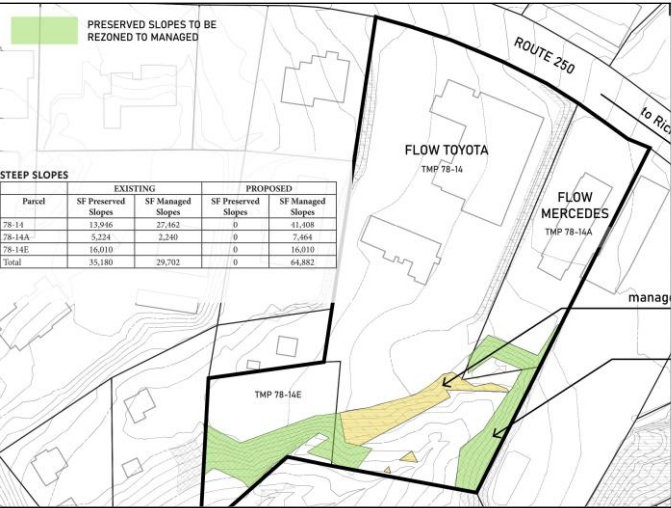 PRESERVED SLOPES TO BE
REZONED TO MANAGED
ROUTE 250
to Ric
FLOW TOYOTA
TMP 78-14
FLOW
MERCEDES
TMP 78-14A
STEEP SLOPES
EXISTING PROPOSED
Parcel SF Preserved Slopes SF Managed Slopes SF Preserved Slopes SF Managed Slopes
78-14 13,946 27,462 0 41,408
78-14A 5,224 2,240 0 7,464
78-14E 16,010 0 16,010
Total 35,180 29,702 0 64,882
manage
TMP 78-14E